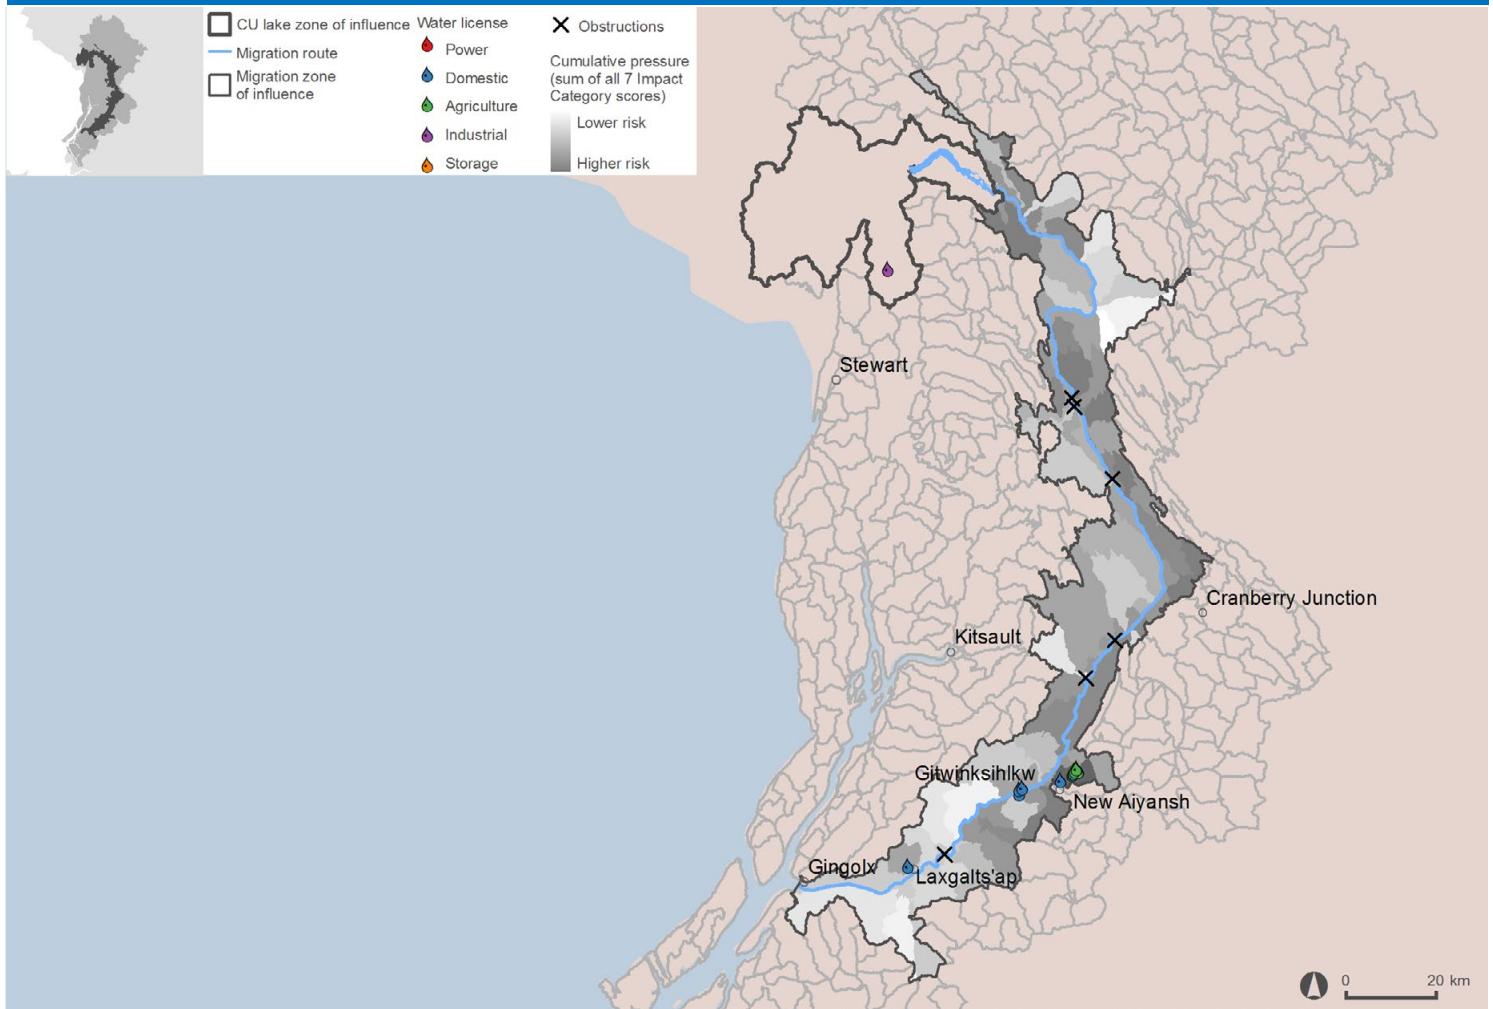 CU lake zone of influence
Migration route
Migration zone
of influence
Water license
Power
Domestic
Agriculture
Industrial
Storage
Obstructions
Cumulative pressure
(sum of all 7 Impact
Category scores)
Lower risk
Higher risk
Stewart
Cranberry Junction
Kitsault
Gitwinksihlkw
New Aiyansh
Gingolx
Laxgalts'ap
0 20 km